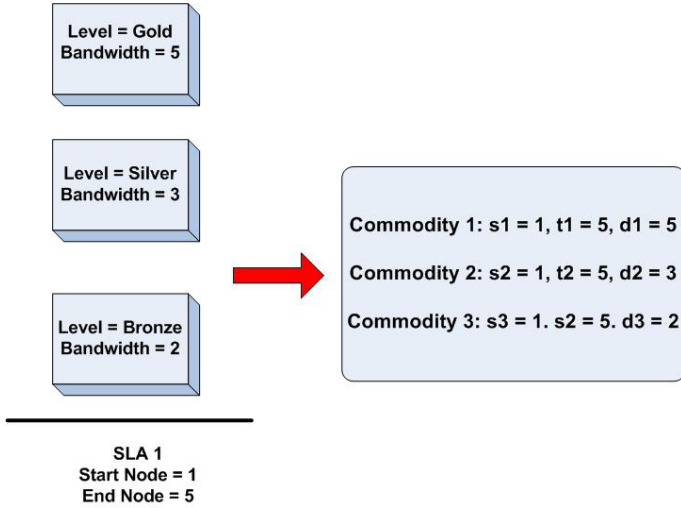 Level = Gold
Bandwidth = 5
Level = Silver
Bandwidth = 3
Level = Bronze
Bandwidth = 2
SLA 1
Start Node = 1
End Node = 5
Commodity 1: s1 = 1, t1 = 5, d1 = 5
Commodity 2: s2 = 1, t2 = 5, d2 = 3
Commodity 3: s3 = 1. s2 = 5. d3 = 2